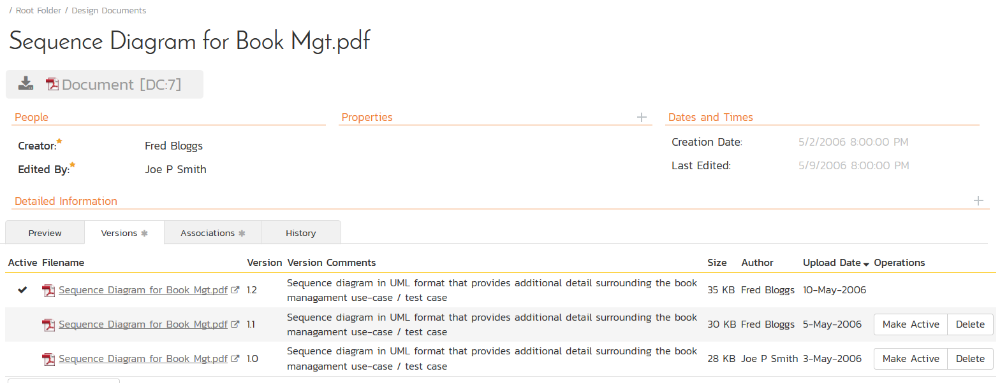 / Root Folder / Design Documents
Sequence Diagram for Book Mgt.pdf
Document [DC:7]
People
Properties
Dates and Times
Creator: Fred Bloggs
Creation Date: 5/2/2006 8:00:00 PM
Edited By: Joe P Smith
Last Edited: 5/9/2006 8:00:00 PM
Detailed Information
Preview Versions Associations History
Active Filename Version Version Comments Size Author Upload Date Operations
Sequence Diagram for Book Mgt.pdf 1.2 Sequence diagram in UML format that provides additional detail surrounding the book
managament use-case / test case 35 KB Fred Bloggs 10-May-2006
Sequence Diagram for Book Mgt.pdf 1.1 Sequence diagram in UML format that provides additional detail surrounding the book
managament use-case / test case 30 KB Fred Bloggs 5-May-2006 Make Active Delete
Sequence Diagram for Book Mgt.pdf 1.0 Sequence diagram in UML format that provides additional detail surrounding the book
managament use-case / test case 28 KB Joe P Smith 3-May-2006 Make Active Delete